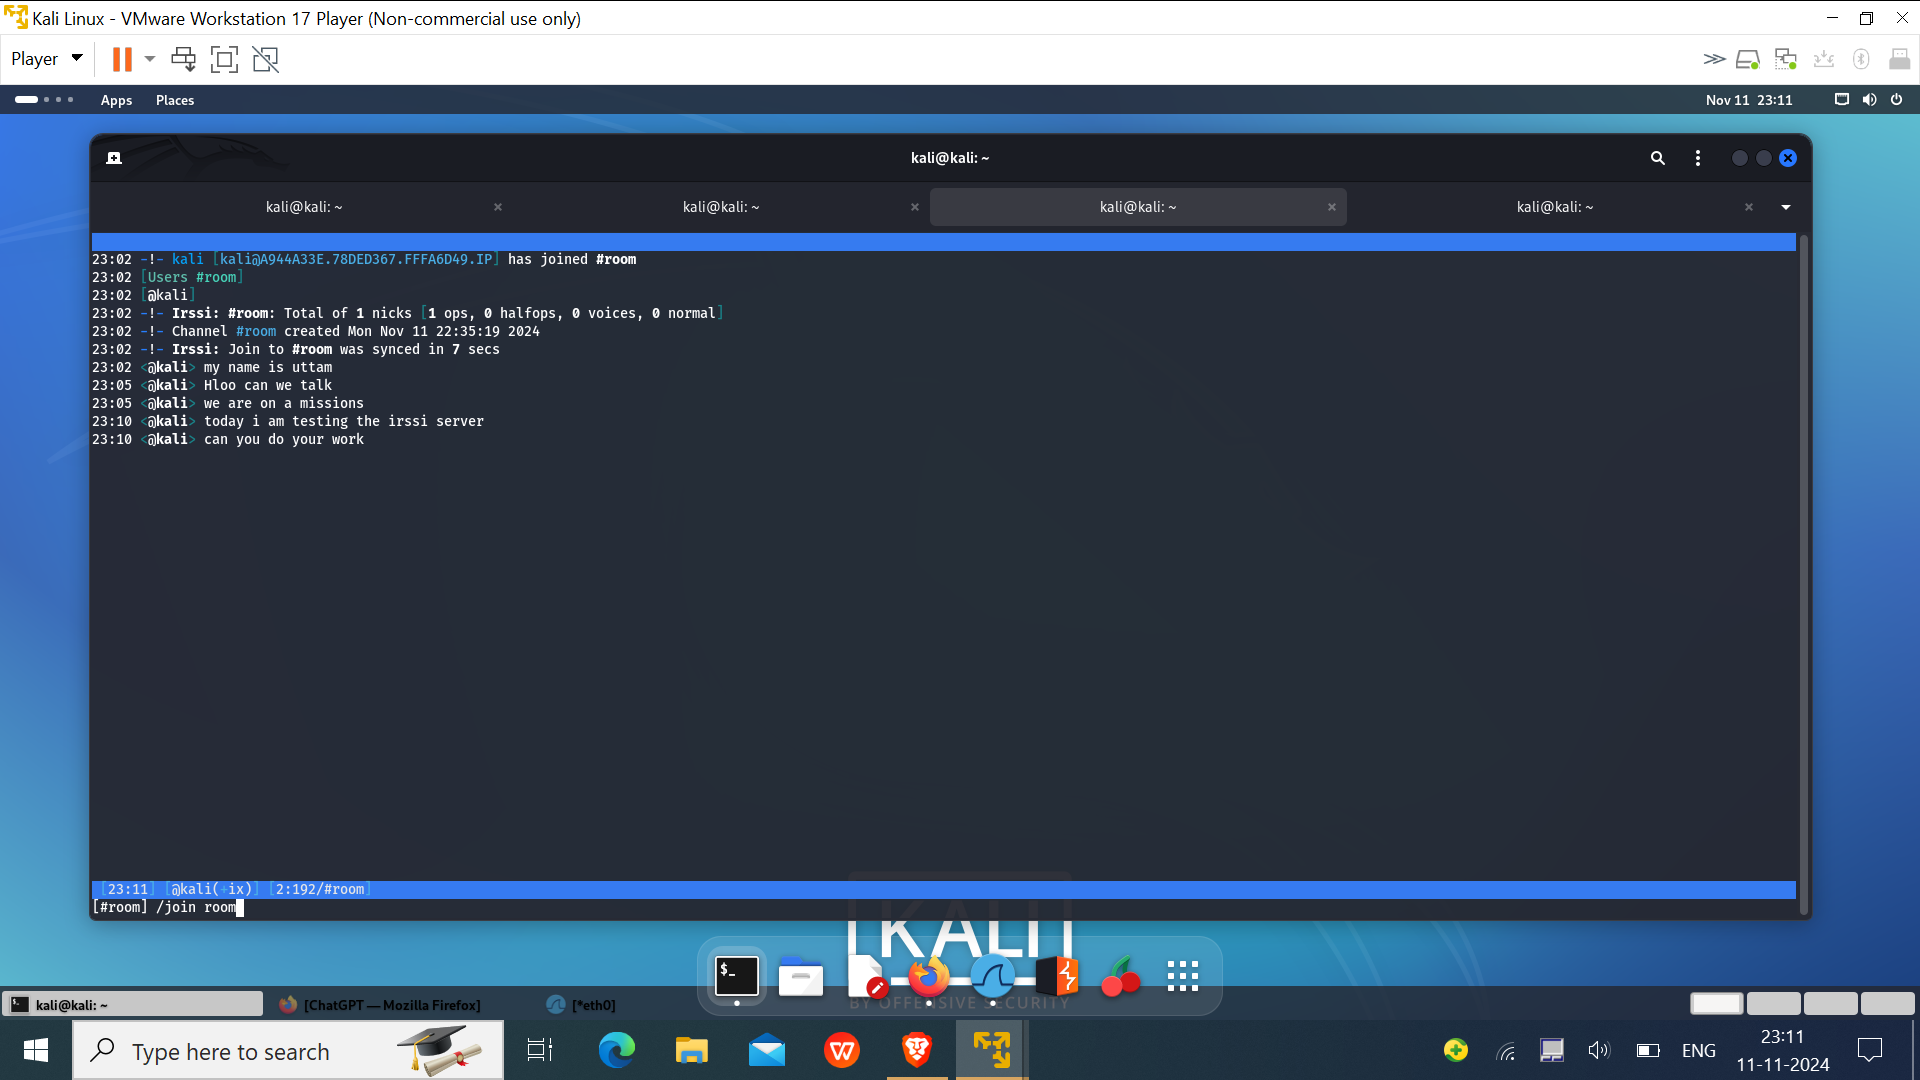 Kali Linux - VMware Workstation 17 Player (Non-commercial use only)
Player
Apps Places Nov 11 23:11
kali@kali: ~
kali@kali: ~ kali@kali: ~ kali@kali: ~ kali@kali: ~
23:02 -!- kali [kali@A944A33E.78DED367.FFFA6D49.IP] has joined #room
23:02 [Users #room]
23:02 [@kali]
23:02 -!- Irssi: #room: Total of 1 nicks [1 ops, 0 halfops, 0 voices, 0 normal]
23:02 -!- Channel #room created Mon Nov 11 22:35:19 2024
23:02 -!- Irssi: Join to #room was synced in 7 secs
23:02 <@kali> my name is uttam
23:05 <@kali> Hloo can we talk
23:05 <@kali> we are on a missions
23:10 <@kali> today i am testing the irssi server
23:10 <@kali> can you do your work
[23:11] [@kali(+ix)] [2:192/#room]
[#room] /join room
KALI
BY OFFENSIVE SECURITY
kali@kali: ~ [ChatGPT — Mozilla Firefox] [*eth0]
Type here to search
ENG
23:11
11-11-2024